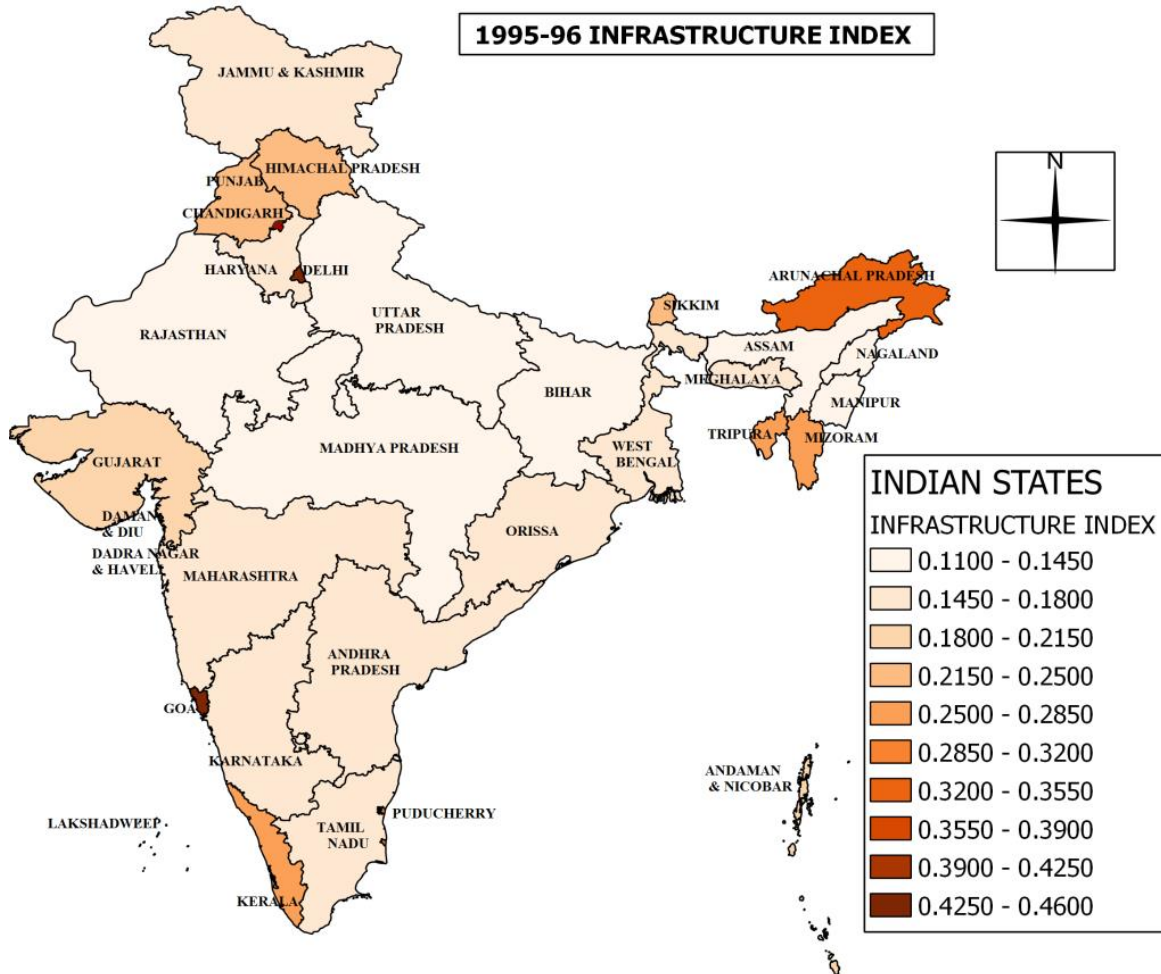 1995-96 INFRASTRUCTURE INDEX
JAMMU & KASHMIR
HIMACHAL PRADESH
PUNJAB
CHANDIGARH
HARYANA
DELHI
N
ARUNACHAL PRADESH
SIKKIM
UTTAR
PRADESH
RAJASTHAN
ASSAM
NAGALAND
MEGHALAYA
BIHAR
MANIPUR
TRIPURA
MIZORAM
MADHYA PRADESH
WEST
BENGAL
GUJARAT
DAMAN
& DIU
DADRA NAGAR
& HAVELI
MAHARASHTRA
ORISSA
ANDHRA
PRADESH
GOA
KARNATAKA
ANDAMAN
& NICOBAR
LAKSHADWEEP
PUDUCHERRY
TAMIL
NADU
KERALA
INDIAN STATES
INFRASTRUCTURE INDEX
0.1100 - 0.1450
0.1450 - 0.1800
0.1800 - 0.2150
0.2150 - 0.2500
0.2500 - 0.2850
0.2850 - 0.3200
0.3200 - 0.3550
0.3550 - 0.3900
0.3900 - 0.4250
0.4250 - 0.4600